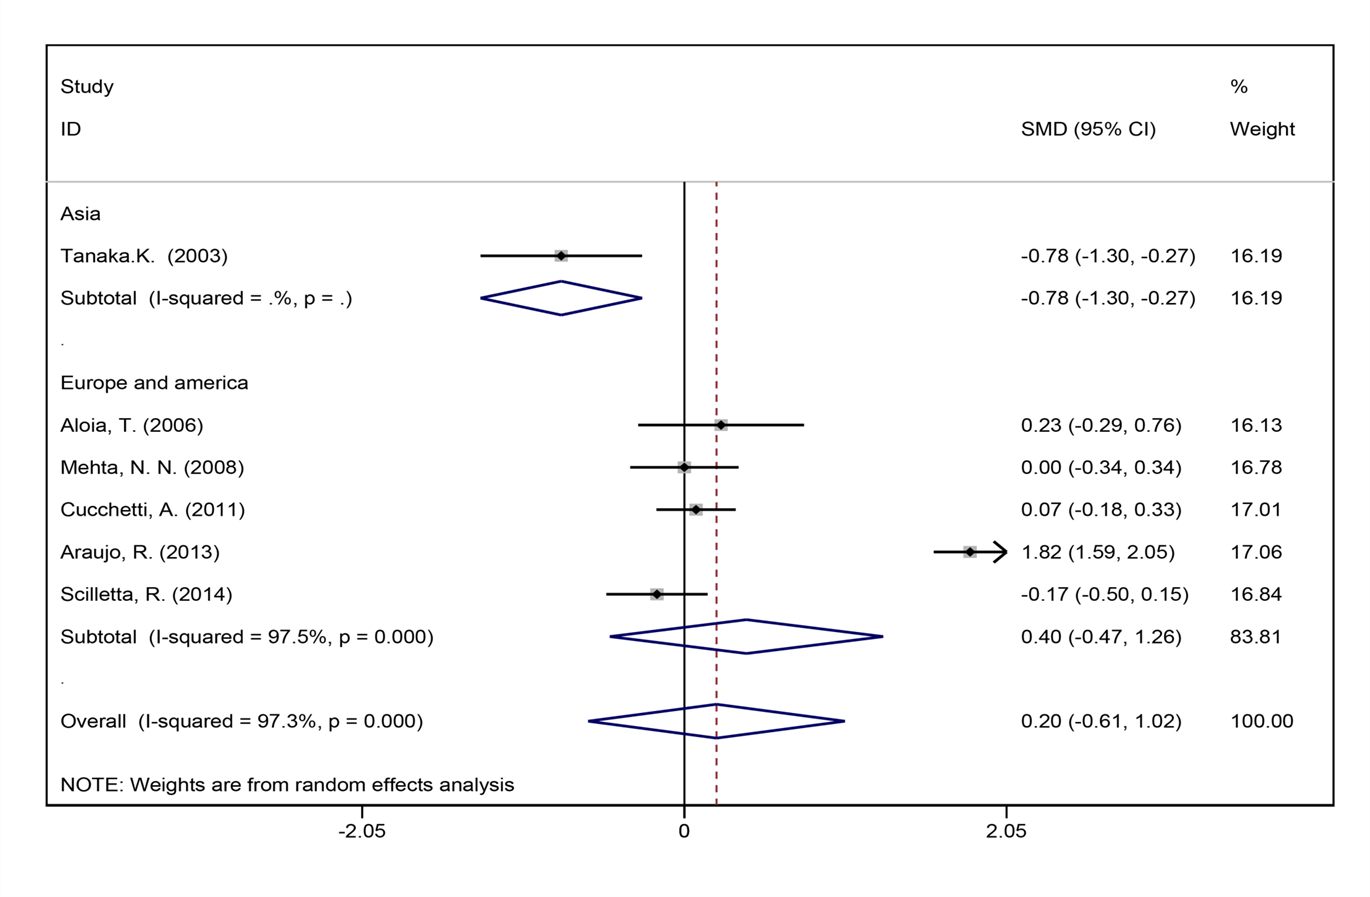 Study %
ID SMD (95% CI) Weight
Asia
Tanaka.K. (2003) -0.78 (-1.30, -0.27) 16.19
Subtotal (I-squared = .%, p = .) -0.78 (-1.30, -0.27) 16.19
.
Europe and america
Aloia, T. (2006) 0.23 (-0.29, 0.76) 16.13
Mehta, N. N. (2008) 0.00 (-0.34, 0.34) 16.78
Cucchetti, A. (2011) 0.07 (-0.18, 0.33) 17.01
Araujo, R. (2013) 1.82 (1.59, 2.05) 17.06
Scilletta, R. (2014) -0.17 (-0.50, 0.15) 16.84
Subtotal (I-squared = 97.5%, p = 0.000) 0.40 (-0.47, 1.26) 83.81
.
Overall (I-squared = 97.3%, p = 0.000) 0.20 (-0.61, 1.02) 100.00
NOTE: Weights are from random effects analysis
-2.05 0 2.05